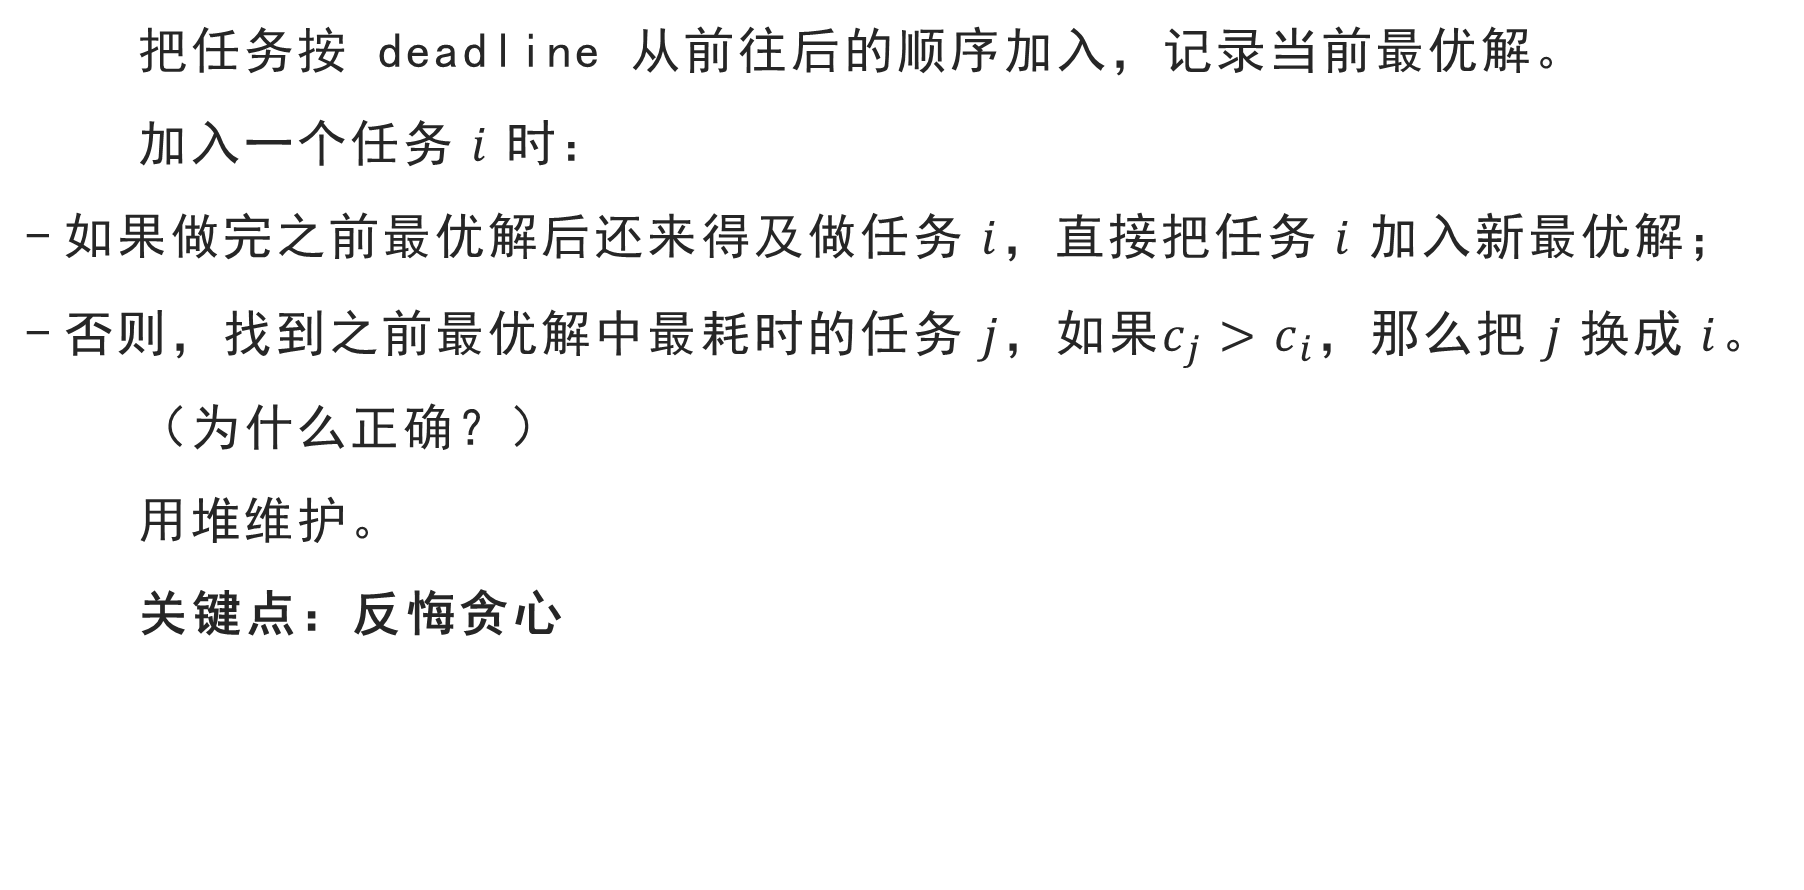 把任务按 deadline 从前往后的顺序加入，记录当前最优解。
加入一个任务 i 时：
–如果做完之前最优解后还来得及做任务 i，直接把任务 i 加入新最优解；
–否则，找到之前最优解中最耗时的任务 j，如果c_j > c_i，那么把 j 换成 i。
（为什么正确？）
用堆维护。
关键点：反悔贪心